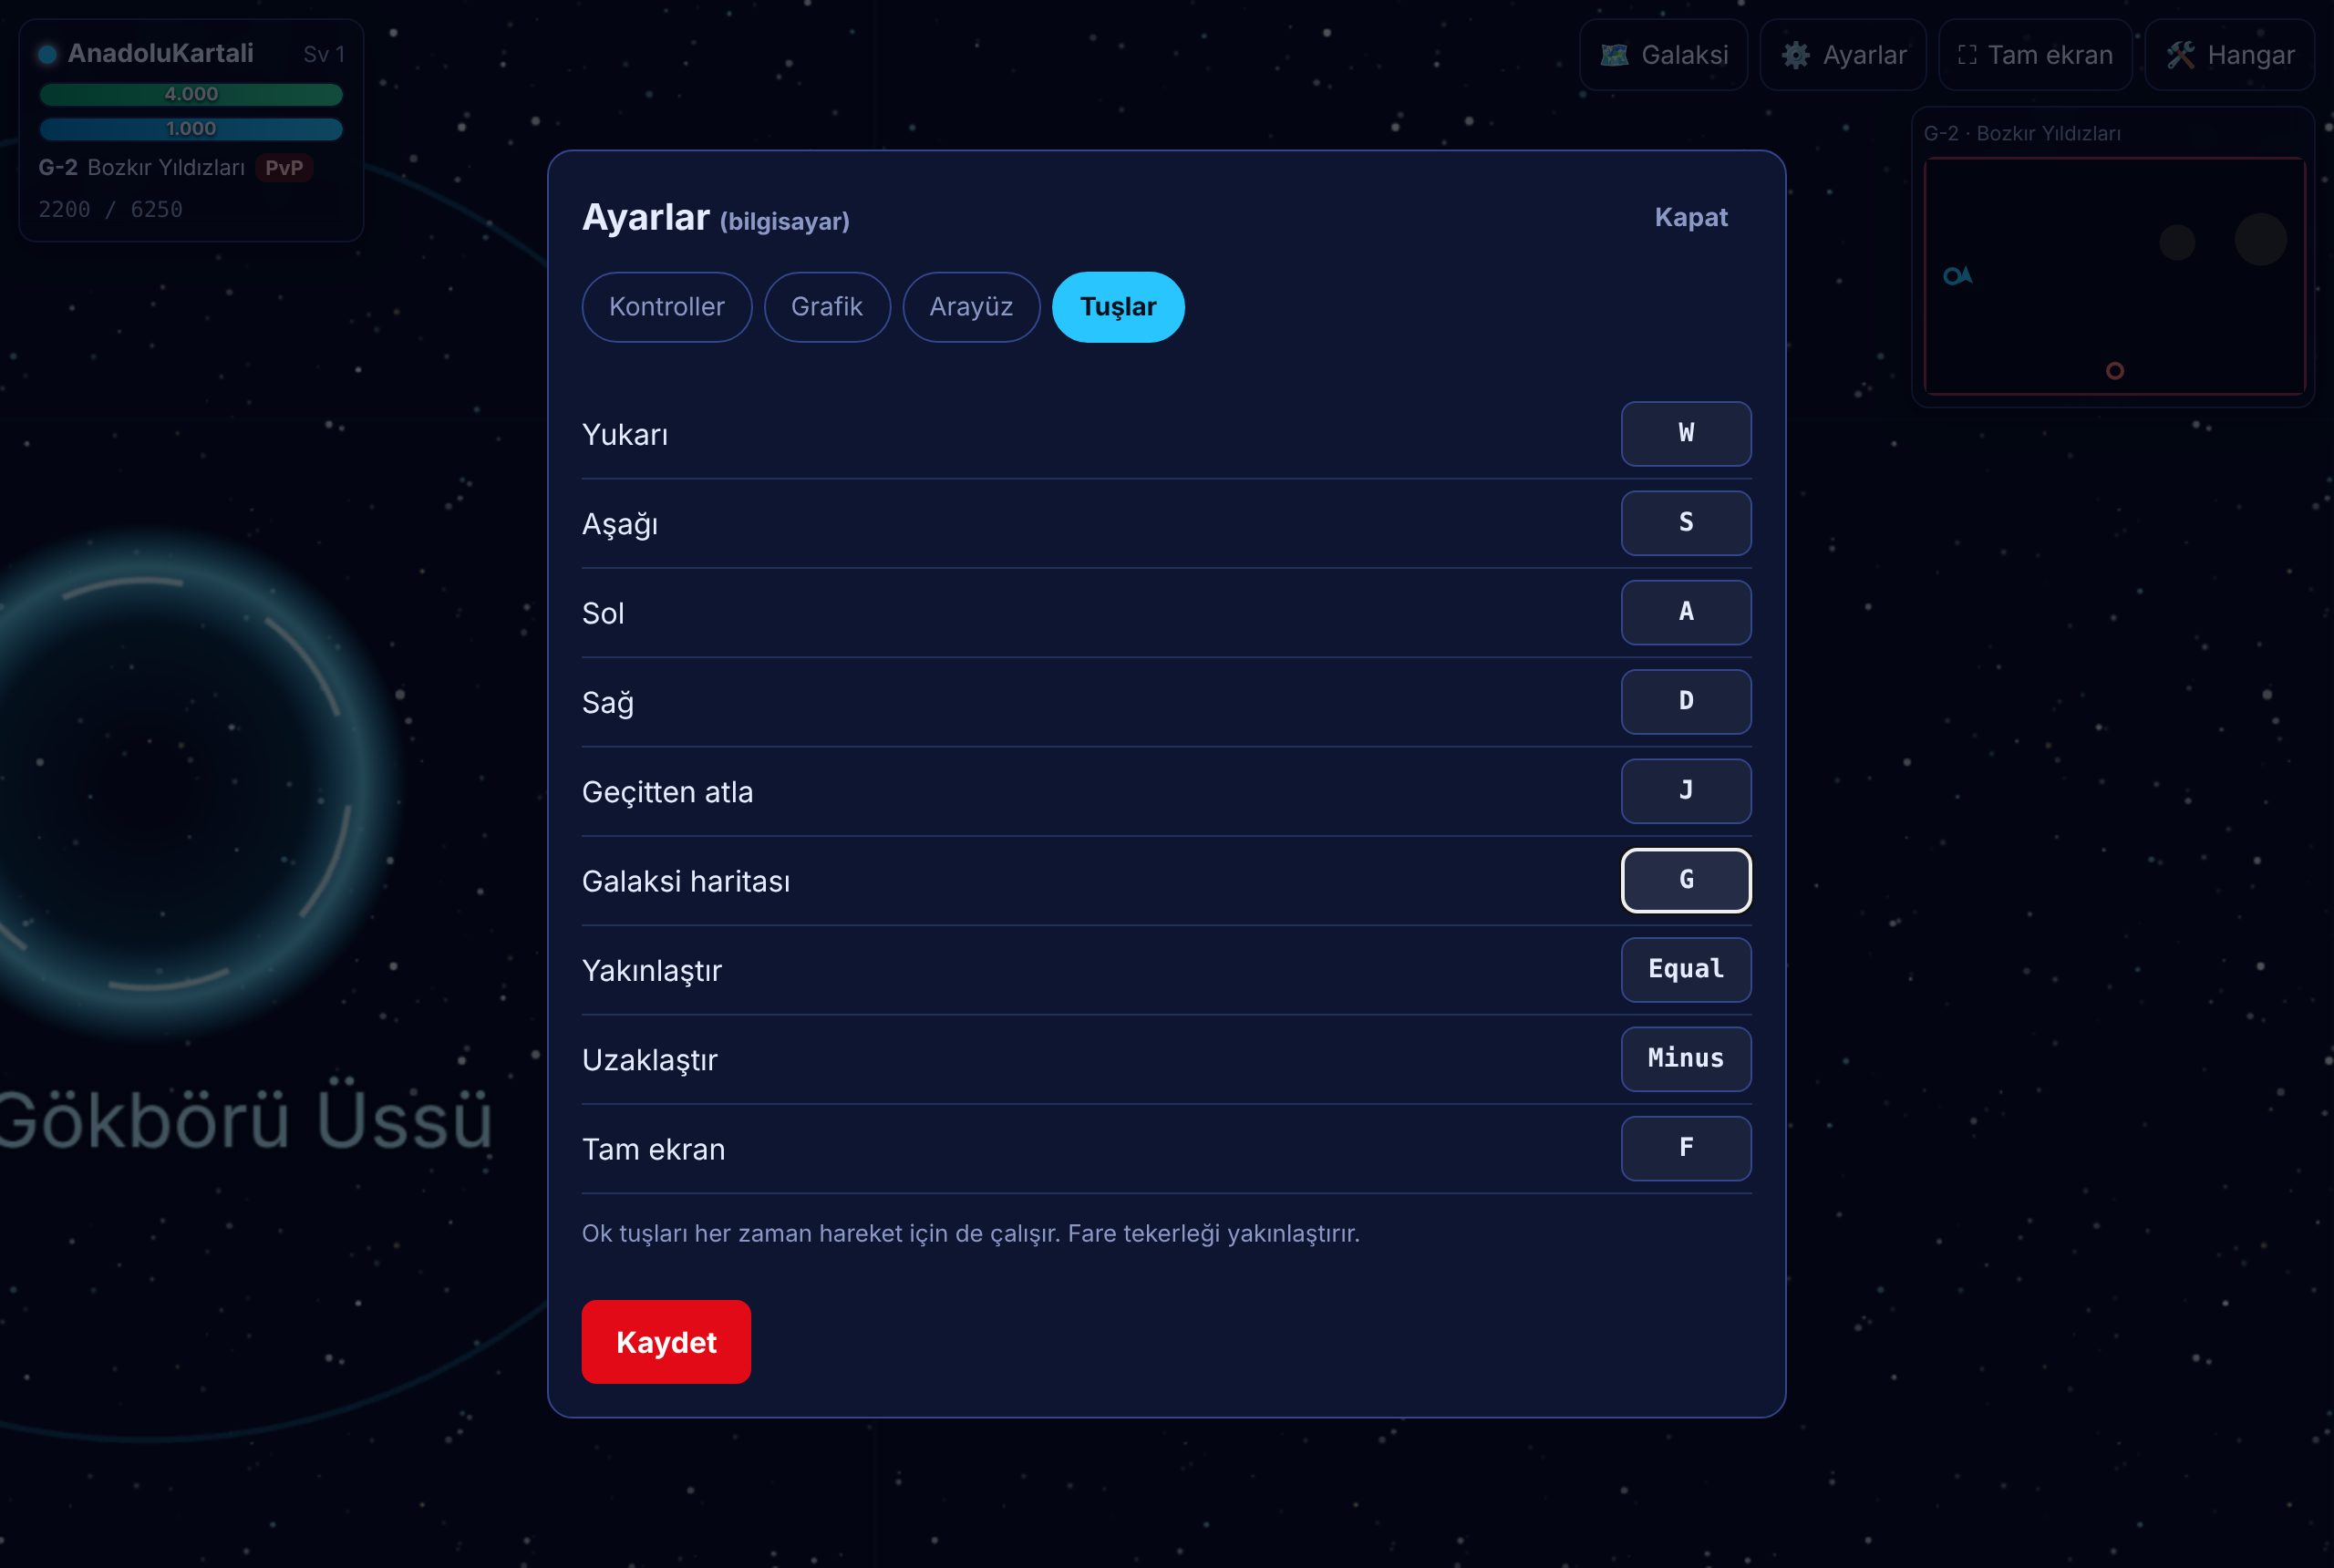 AnadoluKartali Sv 1
4.000
1.000
G-2 Bozkır Yıldızları PvP
2200 / 6250
Galaksi Ayarlar Tam ekran Hangar
G-2 · Bozkır Yıldızları
Ayarlar (bilgisayar) Kapat
Kontroller Grafik Arayüz Tuşlar
Yukarı W
Aşağı S
Sol A
Sağ D
Geçitten atla J
Galaksi haritası G
Yakınlaştır Equal
Uzaklaştır Minus
Tam ekran F
Ok tuşları her zaman hareket için de çalışır. Fare tekerleği yakınlaştırır.
Kaydet
Gökbörü Üssü